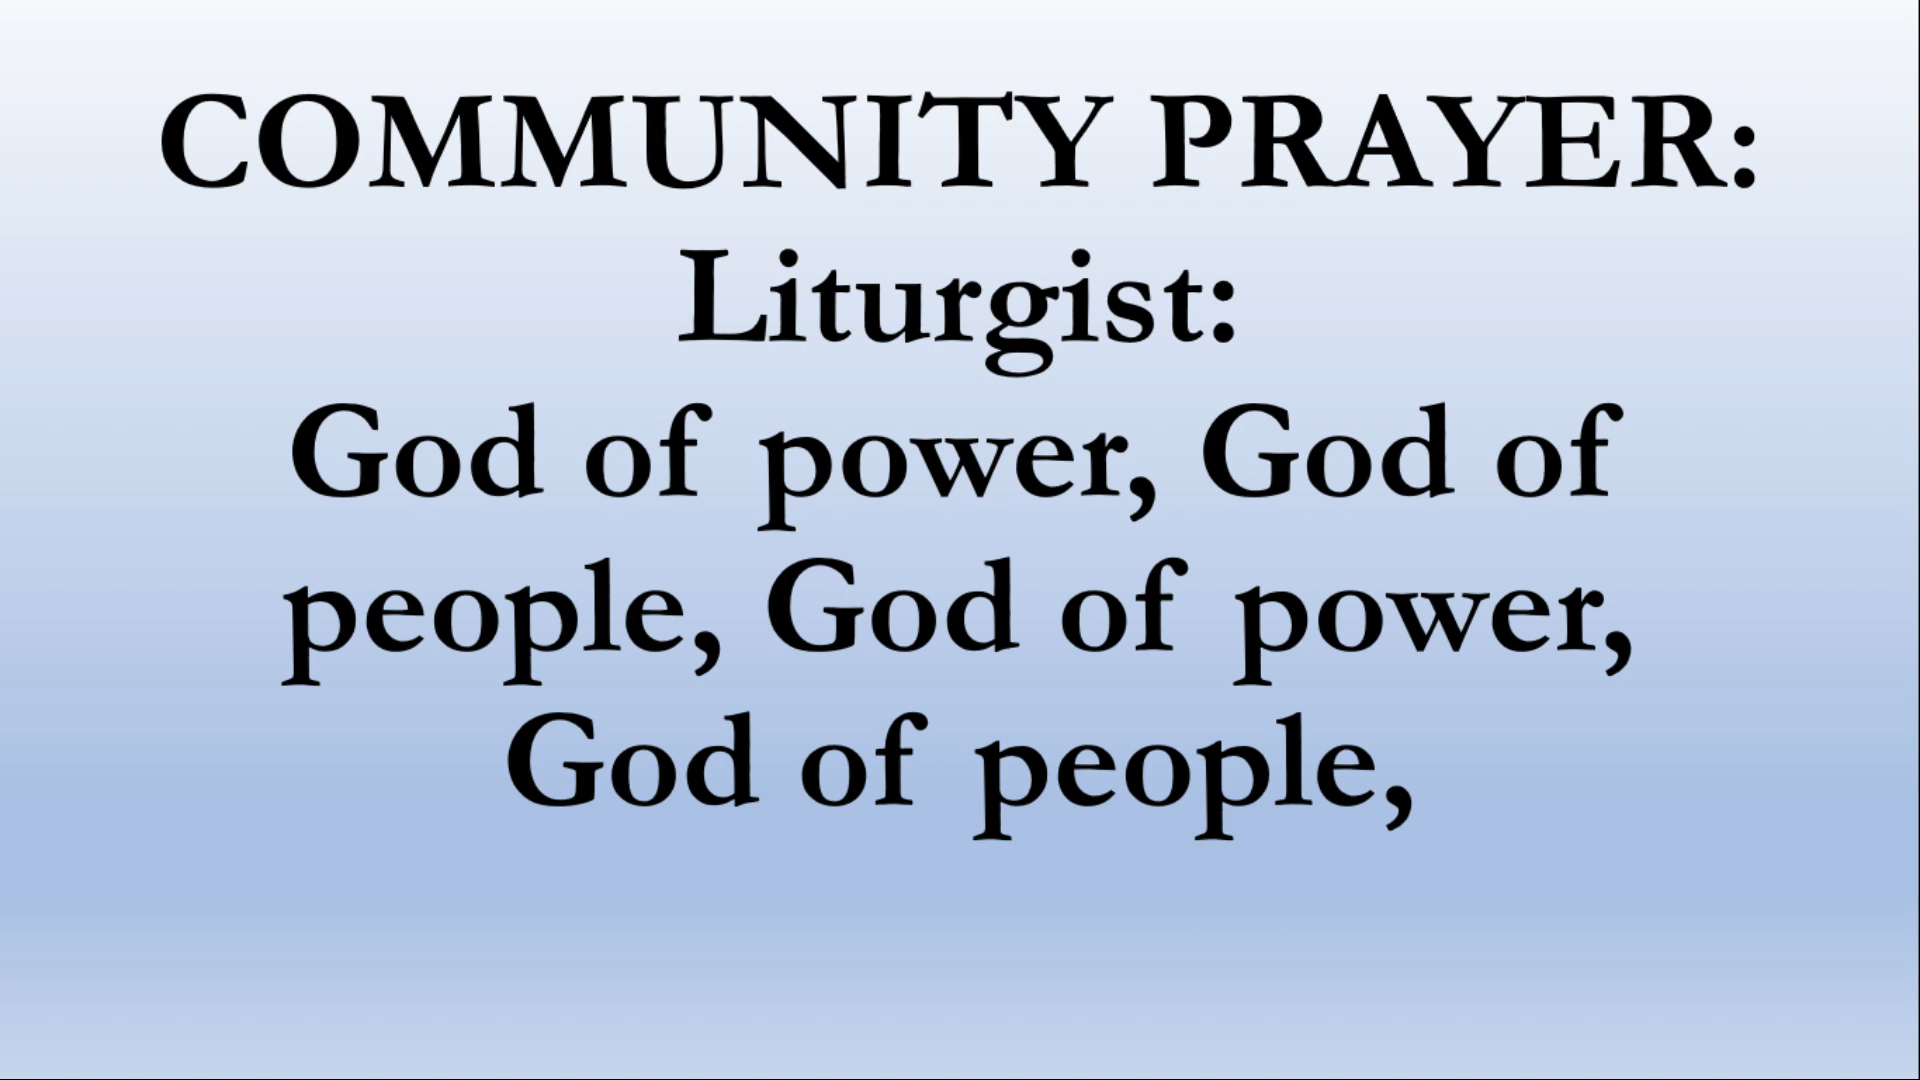 COMMUNITY PRAYER:
Liturgist:
God of power, God of
people, God of power,
God of people,